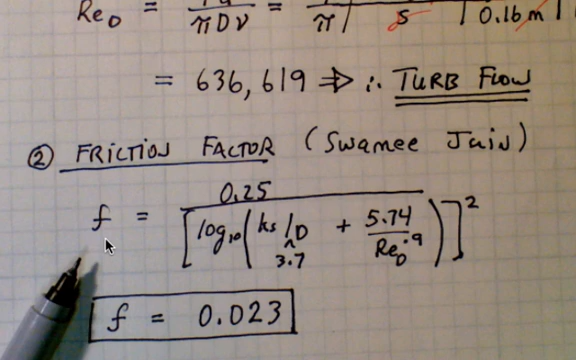 Re_D = 4Q / πDν = / π | s | 0.16 m |
= 636,619 ⇒ ∴ TURB FLOW
② FRICTION FACTOR (Swamee Jain)
f = 0.25 / [log₁₀(ks/D / 3.7 + 5.74 / Re_D^.9)]²
f = 0.023